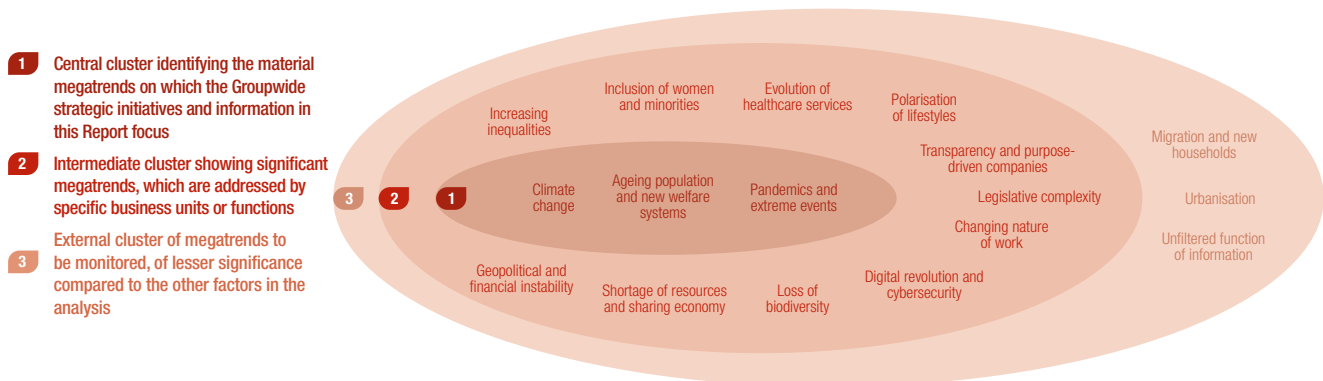 1
Central cluster identifying the material
megatrends on which the Groupwide
strategic initiatives and information in
this Report focus
2
Intermediate cluster showing significant
megatrends, which are addressed by
specific business units or functions
3
External cluster of megatrends to
be monitored, of lesser significance
compared to the other factors in the
analysis
3
2
1
Climate
change
Ageing population
and new welfare
systems
Pandemics and
extreme events
Increasing
inequalities
Inclusion of women
and minorities
Evolution of
healthcare services
Polarisation
of lifestyles
Transparency and purpose-
driven companies
Legislative complexity
Changing nature
of work
Digital revolution and
cybersecurity
Loss of
biodiversity
Shortage of resources
and sharing economy
Geopolitical and
financial instability
Migration and new
households
Urbanisation
Unfiltered function
of information